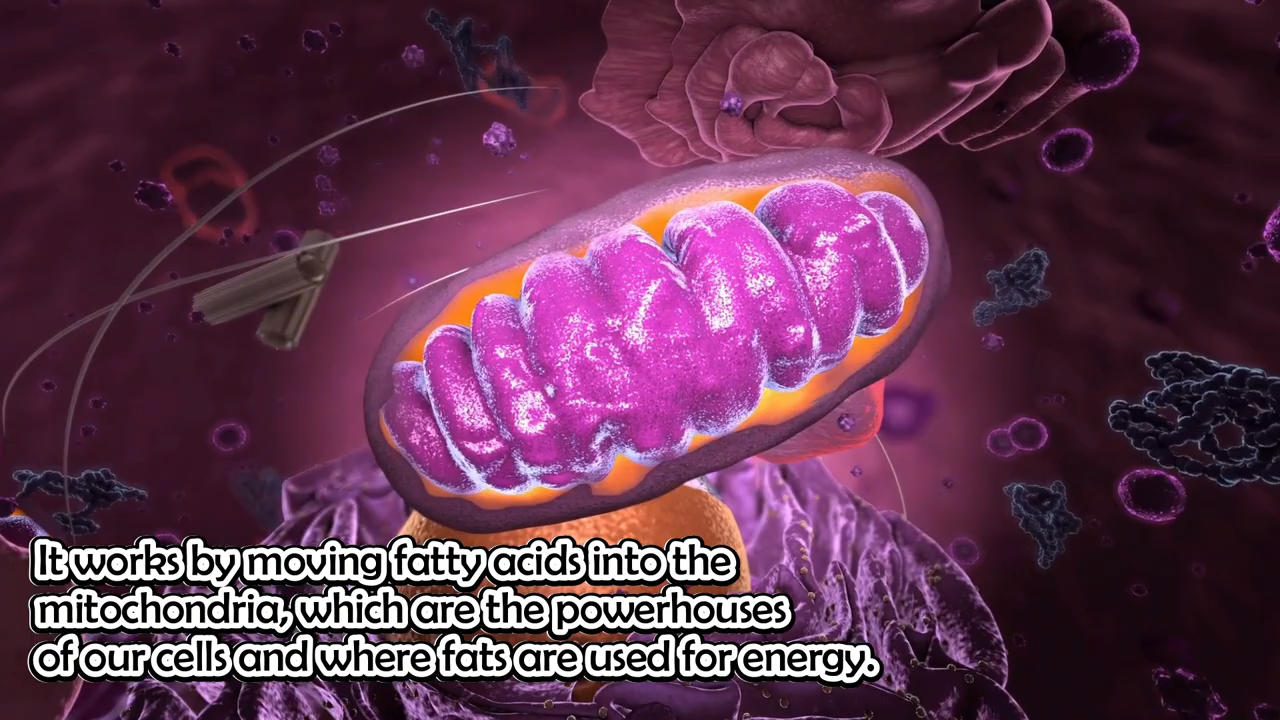 It works by moving fatty acids into the
mitochondria, which are the powerhouses
of our cells and where fats are used for energy.